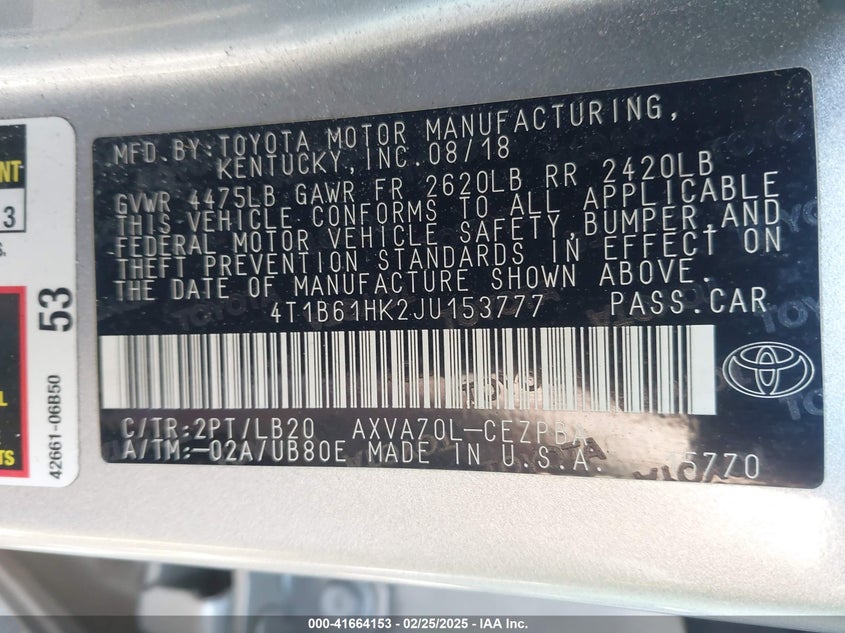 MFD.BY:TOYOTA MOTOR MANUFACTURING,
KENTUCKY,INC.08/18
GVWR 4475LB GAWR FR 2620LB RR 2420LB
THIS VEHICLE CONFORMS TO ALL APPLICABLE
FEDERAL MOTOR VEHICLE SAFETY,BUMPER,AND
THEFT PREVENTION STANDARDS IN EFFECT ON
THE DATE OF MANUFACTURE SHOWN ABOVE.
4T1B61HK2JU153777 PASS.CAR
C/TR:2PT/LB20 AXVA70L-CEZPBA
A/TM:-02A/UB80E MADE IN U.S.A. 5770
53
42661-06B50
3
000-41664153 - 02/25/2025 - IAA Inc.